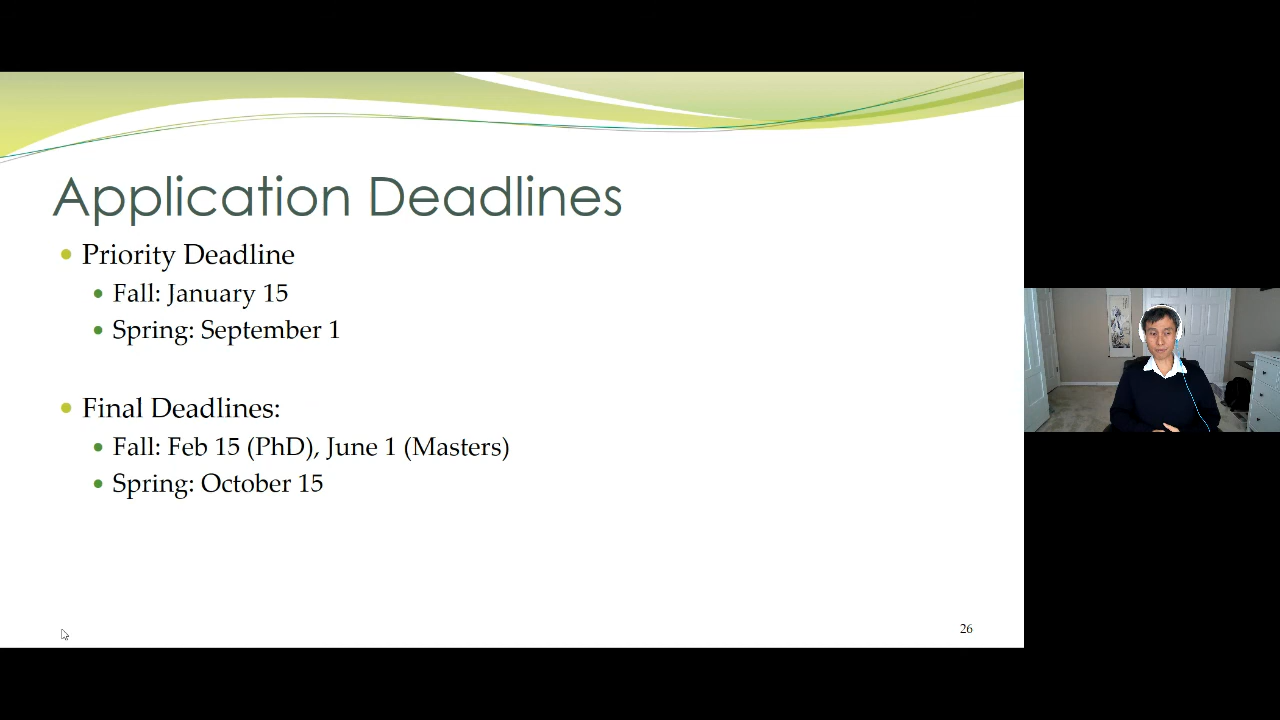 Application Deadlines
Priority Deadline
Fall: January 15
Spring: September 1
Final Deadlines:
Fall: Feb 15 (PhD), June 1 (Masters)
Spring: October 15
26